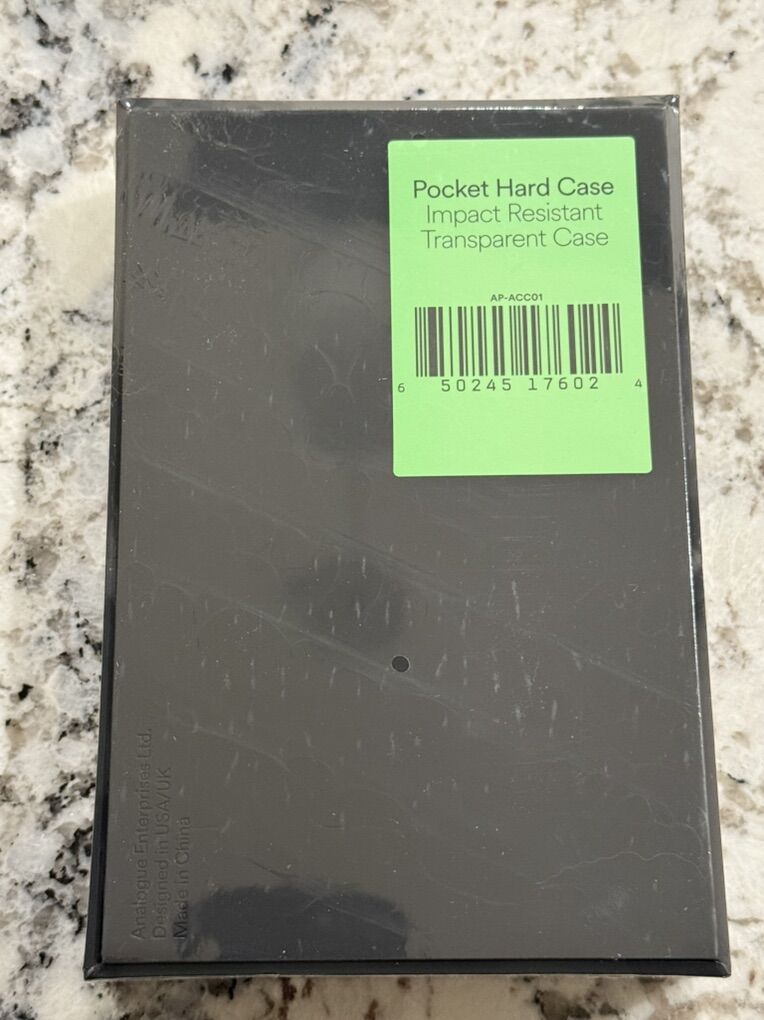 Pocket Hard Case
Impact Resistant
Transparent Case
AP-ACC01
6 50245 17602 4
Analogue Enterprises Ltd.
Designed in USA/UK
Made in China